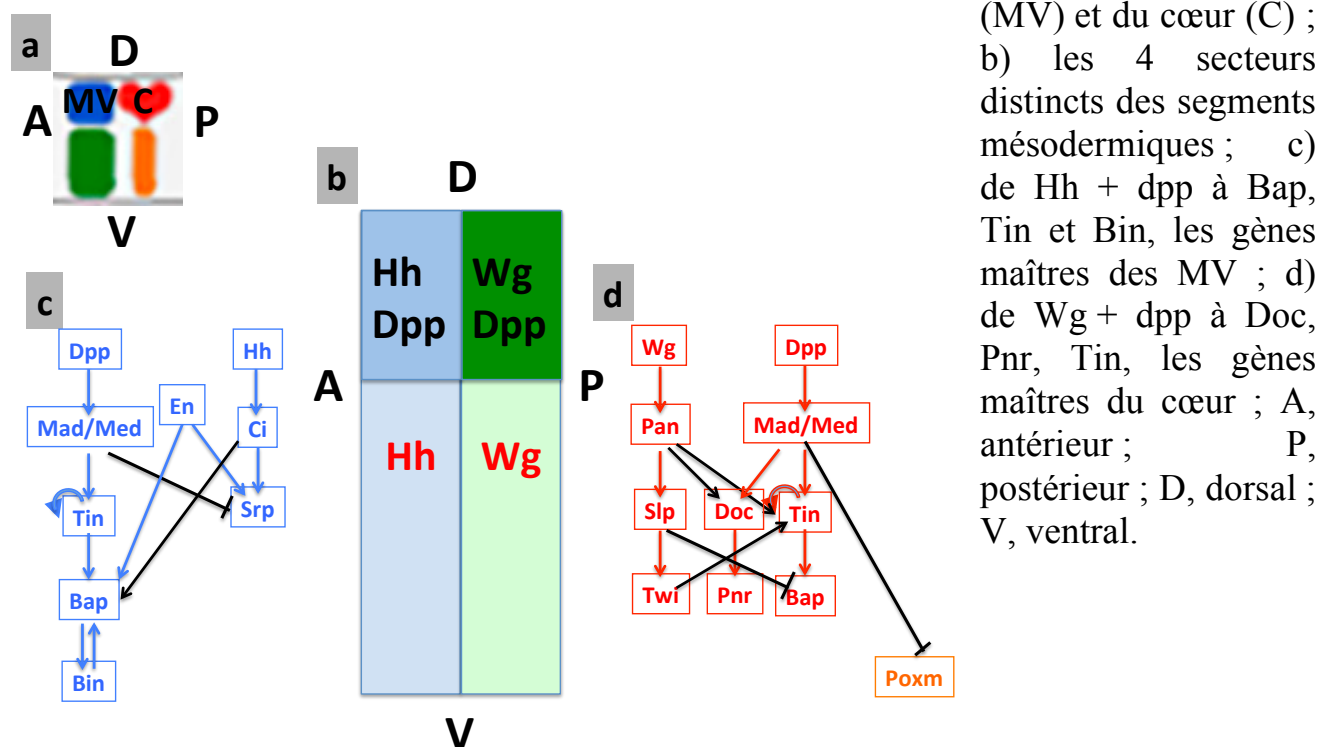 a
D
MV C
A
P
V
b
D
Hh Wg
Dpp Dpp
A
P
Hh Wg
V
c
Dpp Hh
En
Mad/Med Ci
Tin Srp
Bap
Bin
d
Wg Dpp
Pan Mad/Med
Slp Doc Tin
Twi Pnr Bap
Poxm
(MV) et du cœur (C) ;
b) les 4 secteurs
distincts des segments
mésodermiques ; c)
de Hh + dpp à Bap,
Tin et Bin, les gènes
maîtres des MV ; d)
de Wg + dpp à Doc,
Pnr, Tin, les gènes
maîtres du cœur ; A,
antérieur ; P,
postérieur ; D, dorsal ;
V, ventral.